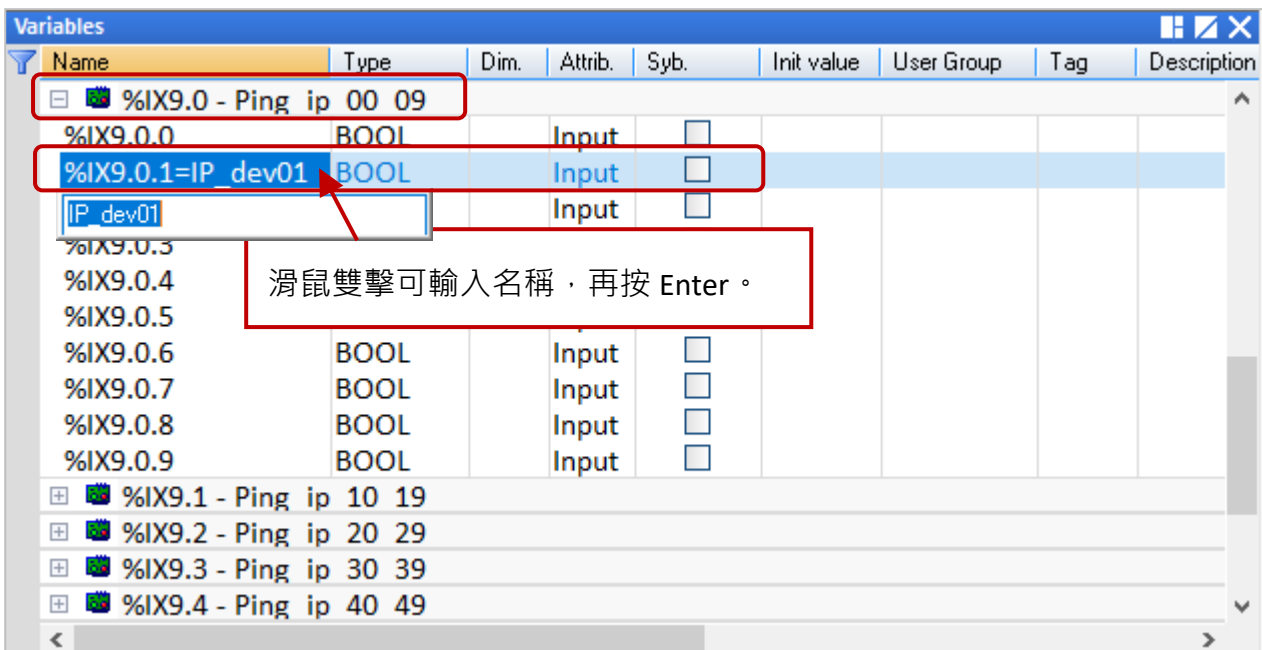 Variables
Name Type Dim. Attrib. Syb. Init value User Group Tag Description
%IX9.0 - Ping_ip_00_09
%IX9.0.0 BOOL Input
%IX9.0.1=IP_dev01 BOOL Input
IP_dev01 Input
%IX9.0.3
%IX9.0.4
滑鼠雙擊可輸入名稱，再按 Enter。
%IX9.0.5
%IX9.0.6 BOOL Input
%IX9.0.7 BOOL Input
%IX9.0.8 BOOL Input
%IX9.0.9 BOOL Input
%IX9.1 - Ping_ip_10_19
%IX9.2 - Ping_ip_20_29
%IX9.3 - Ping_ip_30_39
%IX9.4 - Ping_ip_40_49